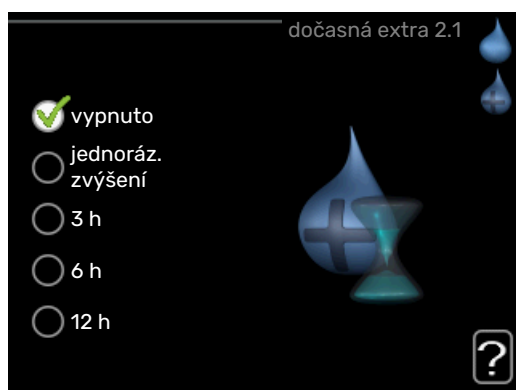 dočasná extra 2.1
vypnuto
jednoráz.
zvýšení
3 h
6 h
12 h
?